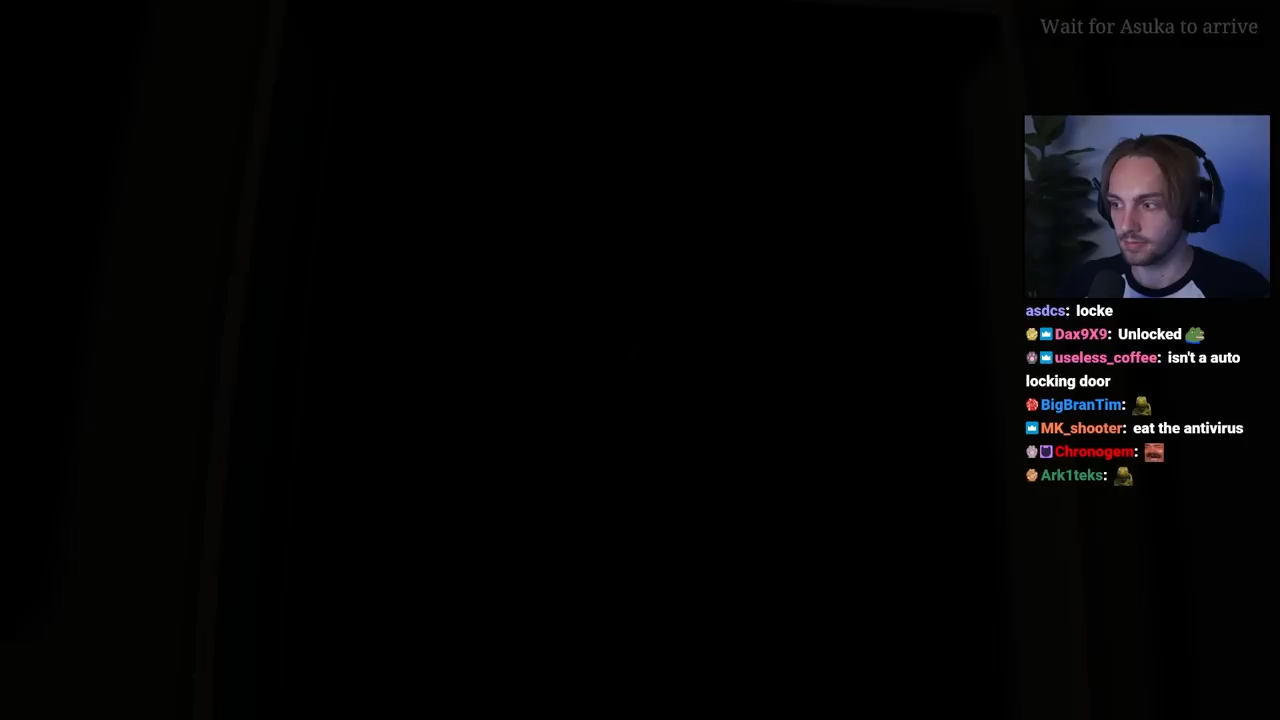 Wait for Asuka to arrive
asdcs: locke
Dax9X9: Unlocked
useless_coffee: isn't a auto
locking door
BigBranTim:
MK_shooter: eat the antivirus
Chronogem:
Ark1teks: